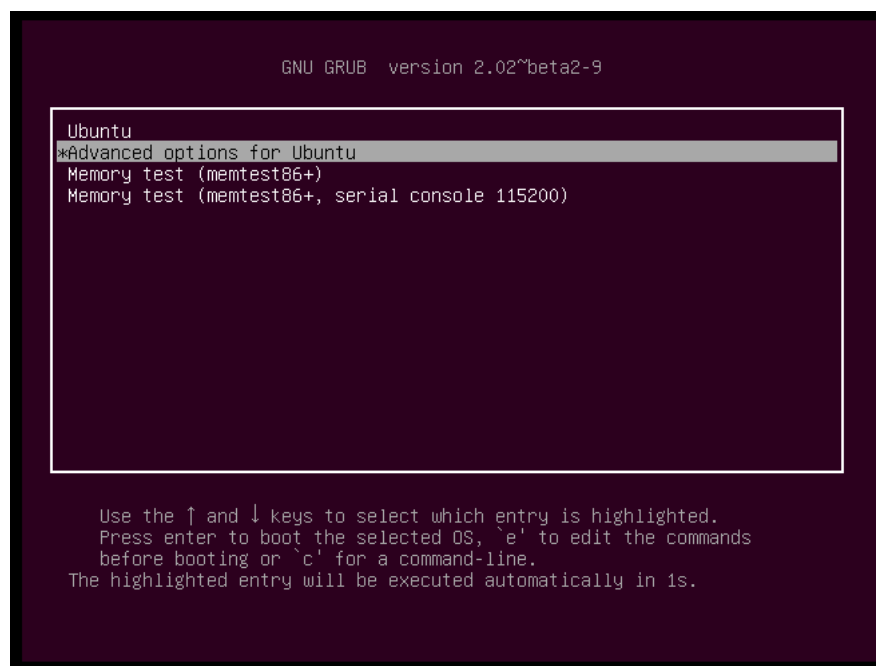 GNU GRUB  version 2.02~beta2-9
Ubuntu
*Advanced options for Ubuntu
Memory test (memtest86+)
Memory test (memtest86+, serial console 115200)
Use the ↑ and ↓ keys to select which entry is highlighted.
Press enter to boot the selected OS, `e' to edit the commands
before booting or `c' for a command-line.
The highlighted entry will be executed automatically in 1s.